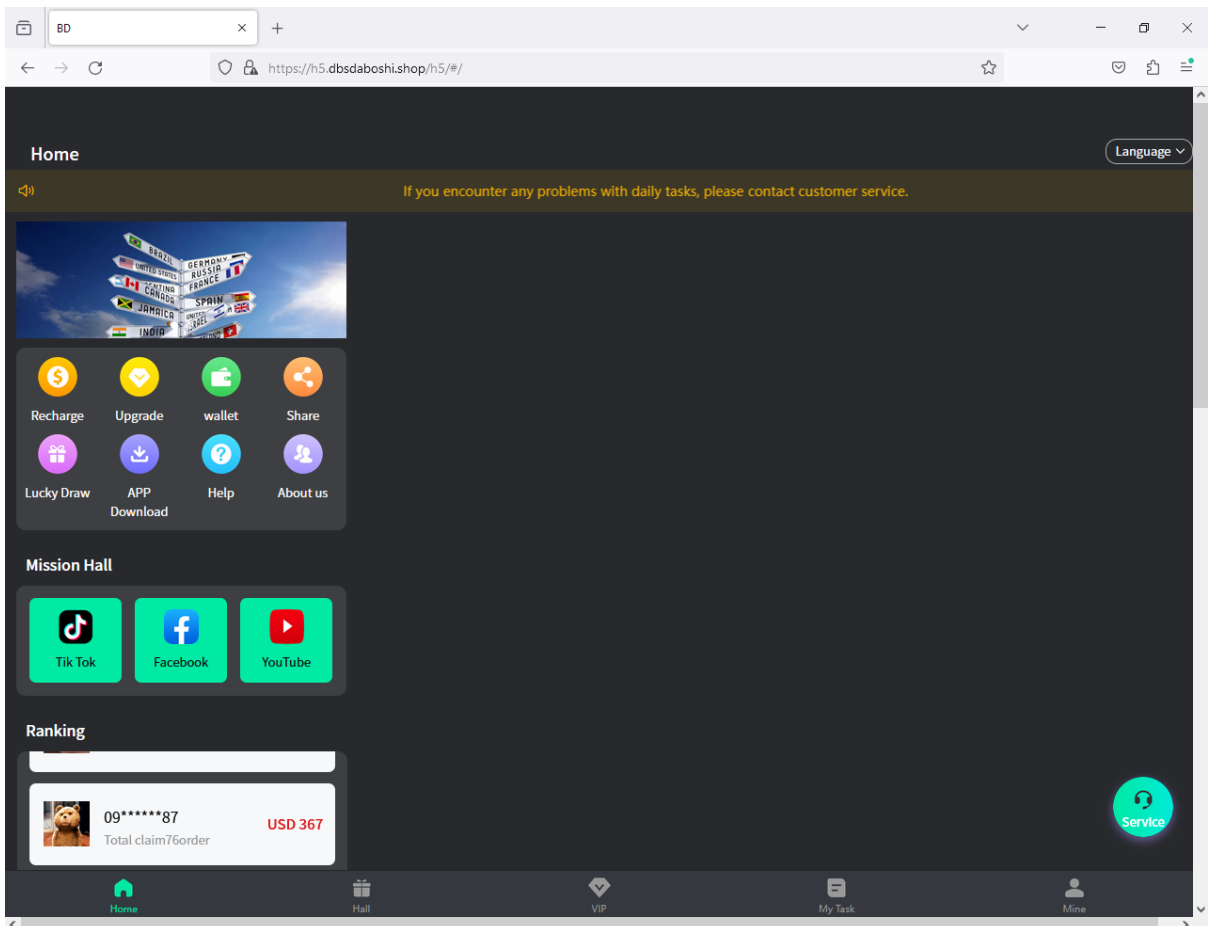 BD
https://h5.dbsdaboshi.shop/h5/#/
Home
Language
If you encounter any problems with daily tasks, please contact customer service.
BRAZIL
GERMANY
UNITED STATES
RUSSIA
FRANCE
CANADA
SPAIN
JAMAICA
INDIA
Recharge Upgrade wallet Share
Lucky Draw APP Download Help About us
Mission Hall
Tik Tok Facebook YouTube
Ranking
09******87
USD 367
Total claim76order
Service
Home Hall VIP My Task Mine